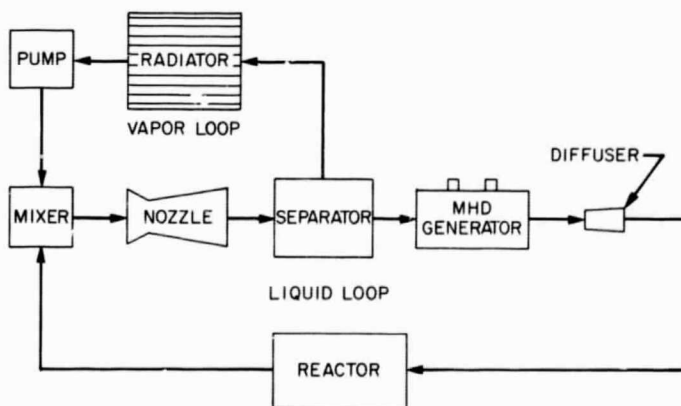 PUMP
RADIATOR
VAPOR LOOP
DIFFUSER
MIXER
NOZZLE
SEPARATOR
MHD
GENERATOR
LIQUID LOOP
REACTOR